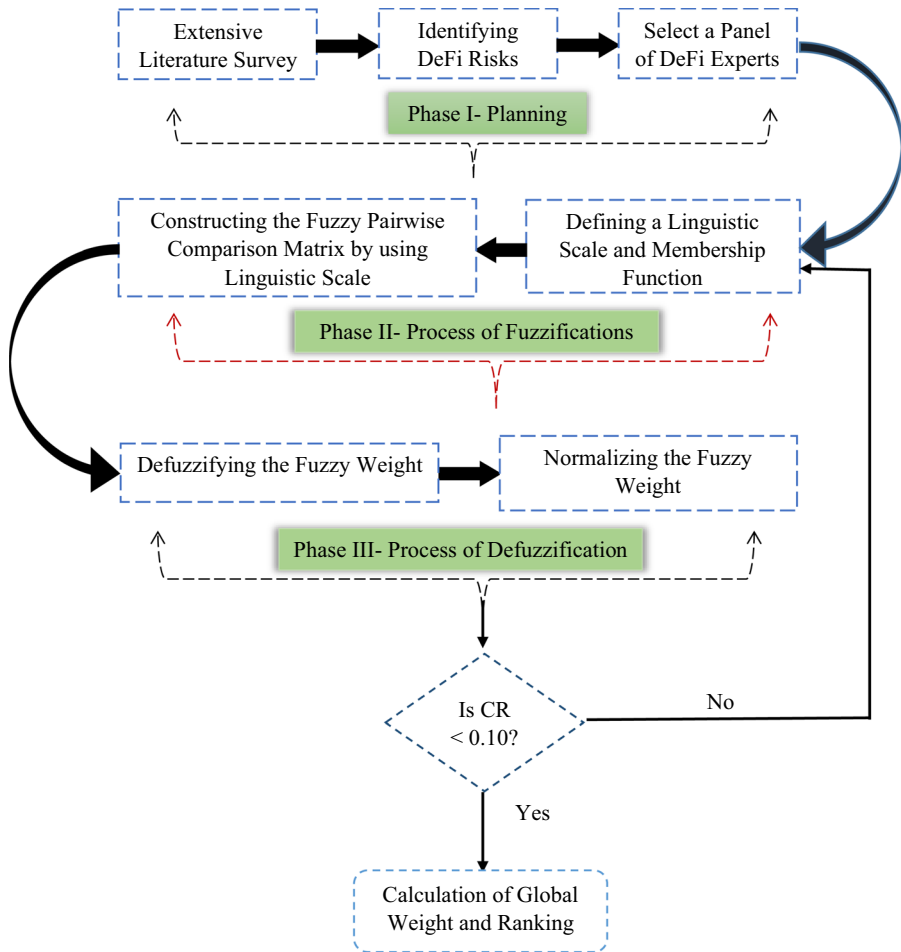 Extensive
Literature Survey
Identifying
DeFi Risks
Select a Panel
of DeFi Experts
Phase I- Planning
Constructing the Fuzzy Pairwise
Comparison Matrix by using
Linguistic Scale
Defining a Linguistic
Scale and Membership
Function
Phase II- Process of Fuzzifications
Defuzzifying the Fuzzy Weight
Normalizing the Fuzzy
Weight
Phase III- Process of Defuzzification
Is CR
< 0.10?
No
Yes
Calculation of Global
Weight and Ranking